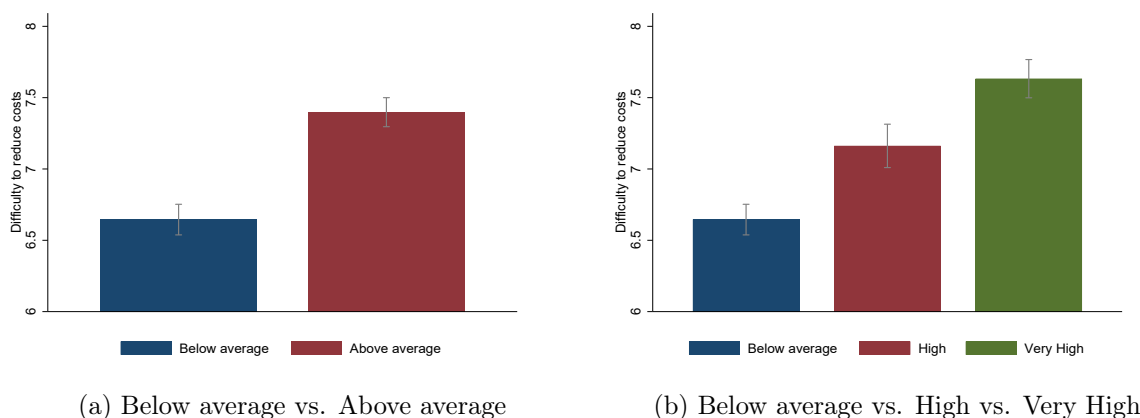 Difficulty to reduce costs
8
7.5
7
6.5
6
Below average
Above average
(a) Below average vs. Above average
Difficulty to reduce costs
8
7.5
7
6.5
6
Below average
High
Very High
(b) Below average vs. High vs. Very High